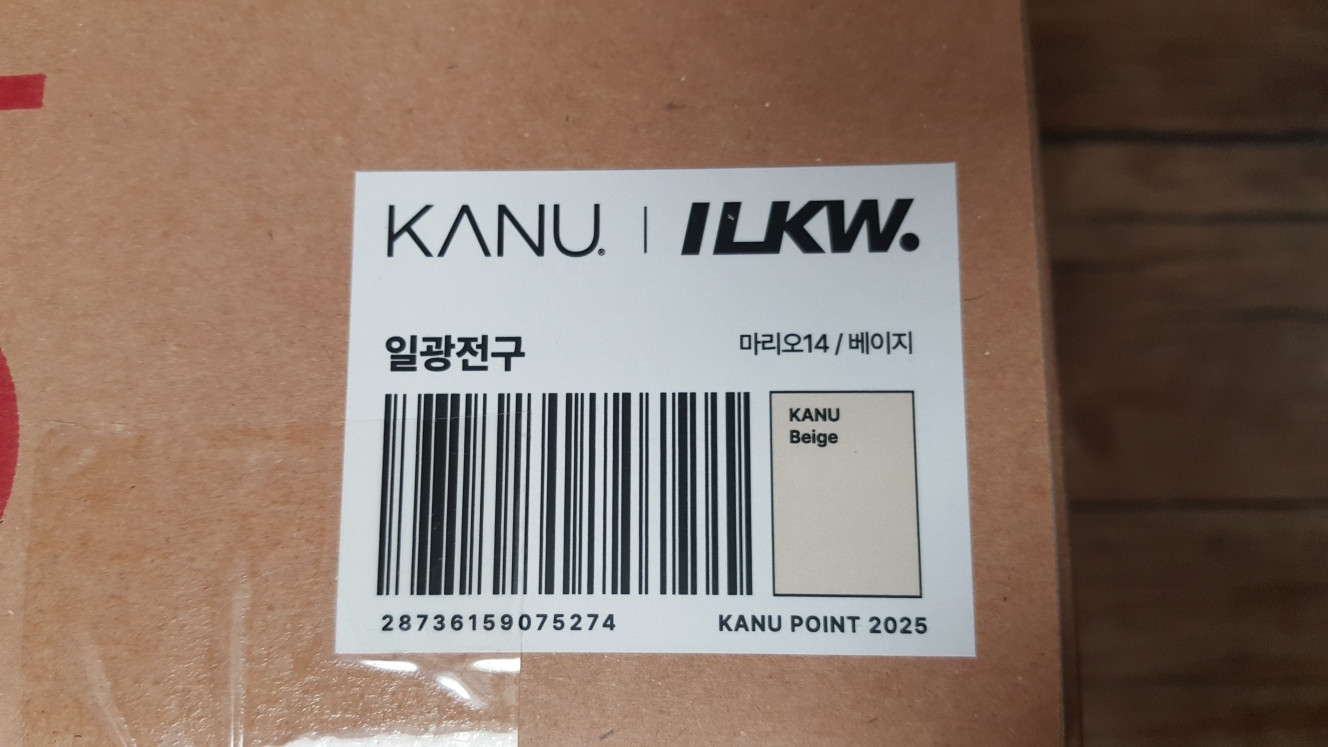 KANU® | ILKW.
일광전구
마리오14 / 베이지
KANU
Beige
28736159075274
KANU POINT 2025